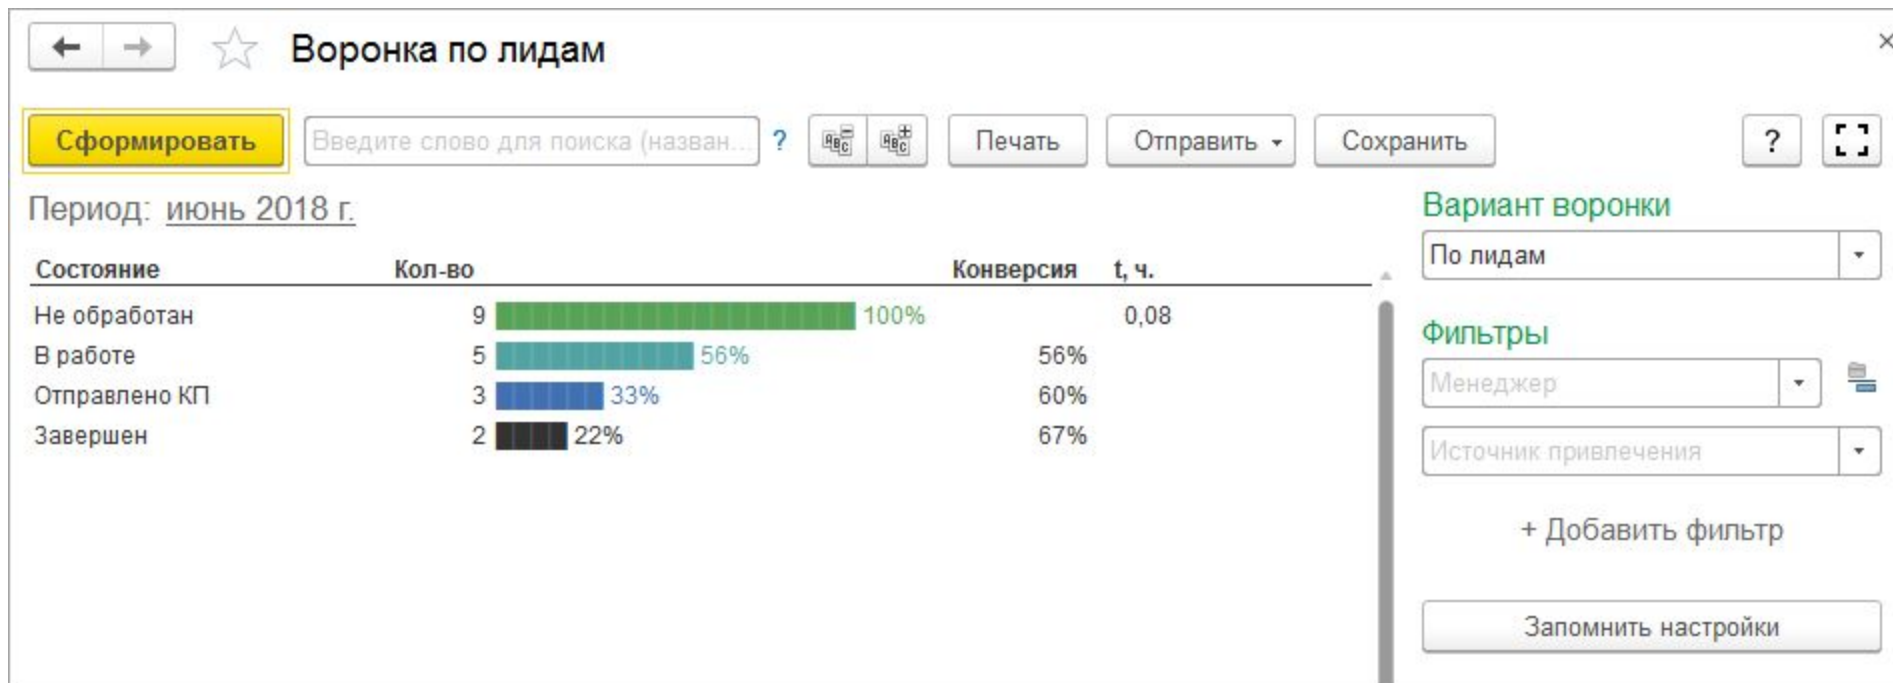 Воронка по лидам
Сформировать Введите слово для поиска (назван... ? Печать Отправить Сохранить ?
Период: июнь 2018 г.
Состояние Кол-во Конверсия t, ч.
Не обработан 9 100% 0,08
В работе 5 56% 56%
Отправлено КП 3 33% 60%
Завершен 2 22% 67%
Вариант воронки
По лидам
Фильтры
Менеджер
Источник привлечения
+ Добавить фильтр
Запомнить настройки